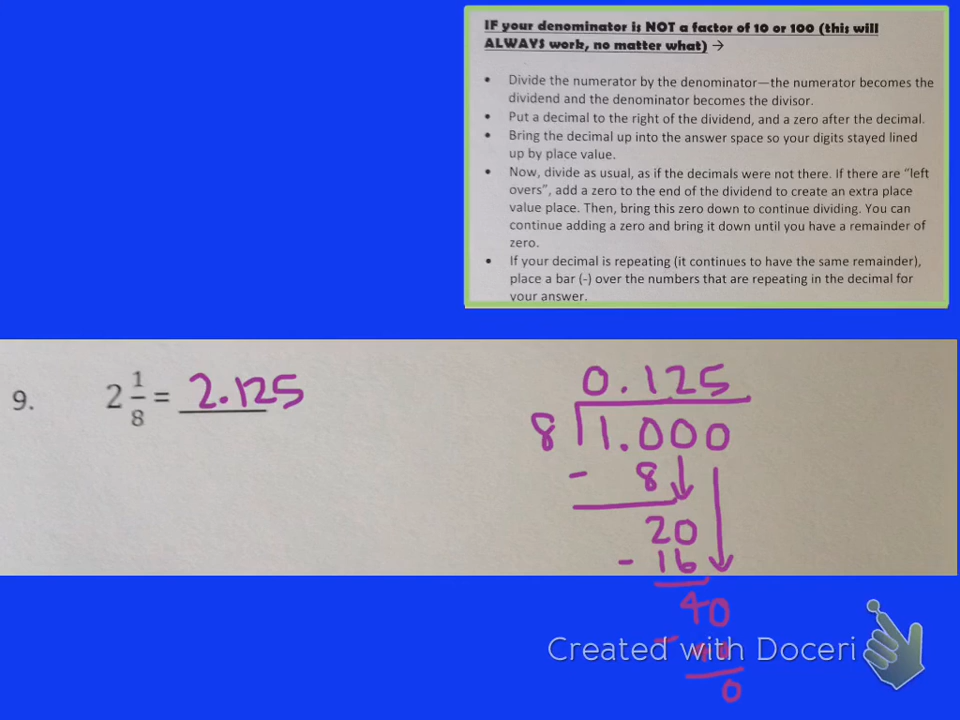 IF your denominator is NOT a factor of 10 or 100 (this will
ALWAYS work, no matter what) →
• Divide the numerator by the denominator—the numerator becomes the
dividend and the denominator becomes the divisor.
• Put a decimal to the right of the dividend, and a zero after the decimal.
• Bring the decimal up into the answer space so your digits stayed lined
up by place value.
• Now, divide as usual, as if the decimals were not there. If there are "left
overs", add a zero to the end of the dividend to create an extra place
value place. Then, bring this zero down to continue dividing. You can
continue adding a zero and bring it down until you have a remainder of
zero.
• If your decimal is repeating (it continues to have the same remainder),
place a bar (-) over the numbers that are repeating in the decimal for
your answer.
9. 2 1/8 = 2.125
0.125
8 1.000
- 8
20
- 16
40
Created with Doceri
0